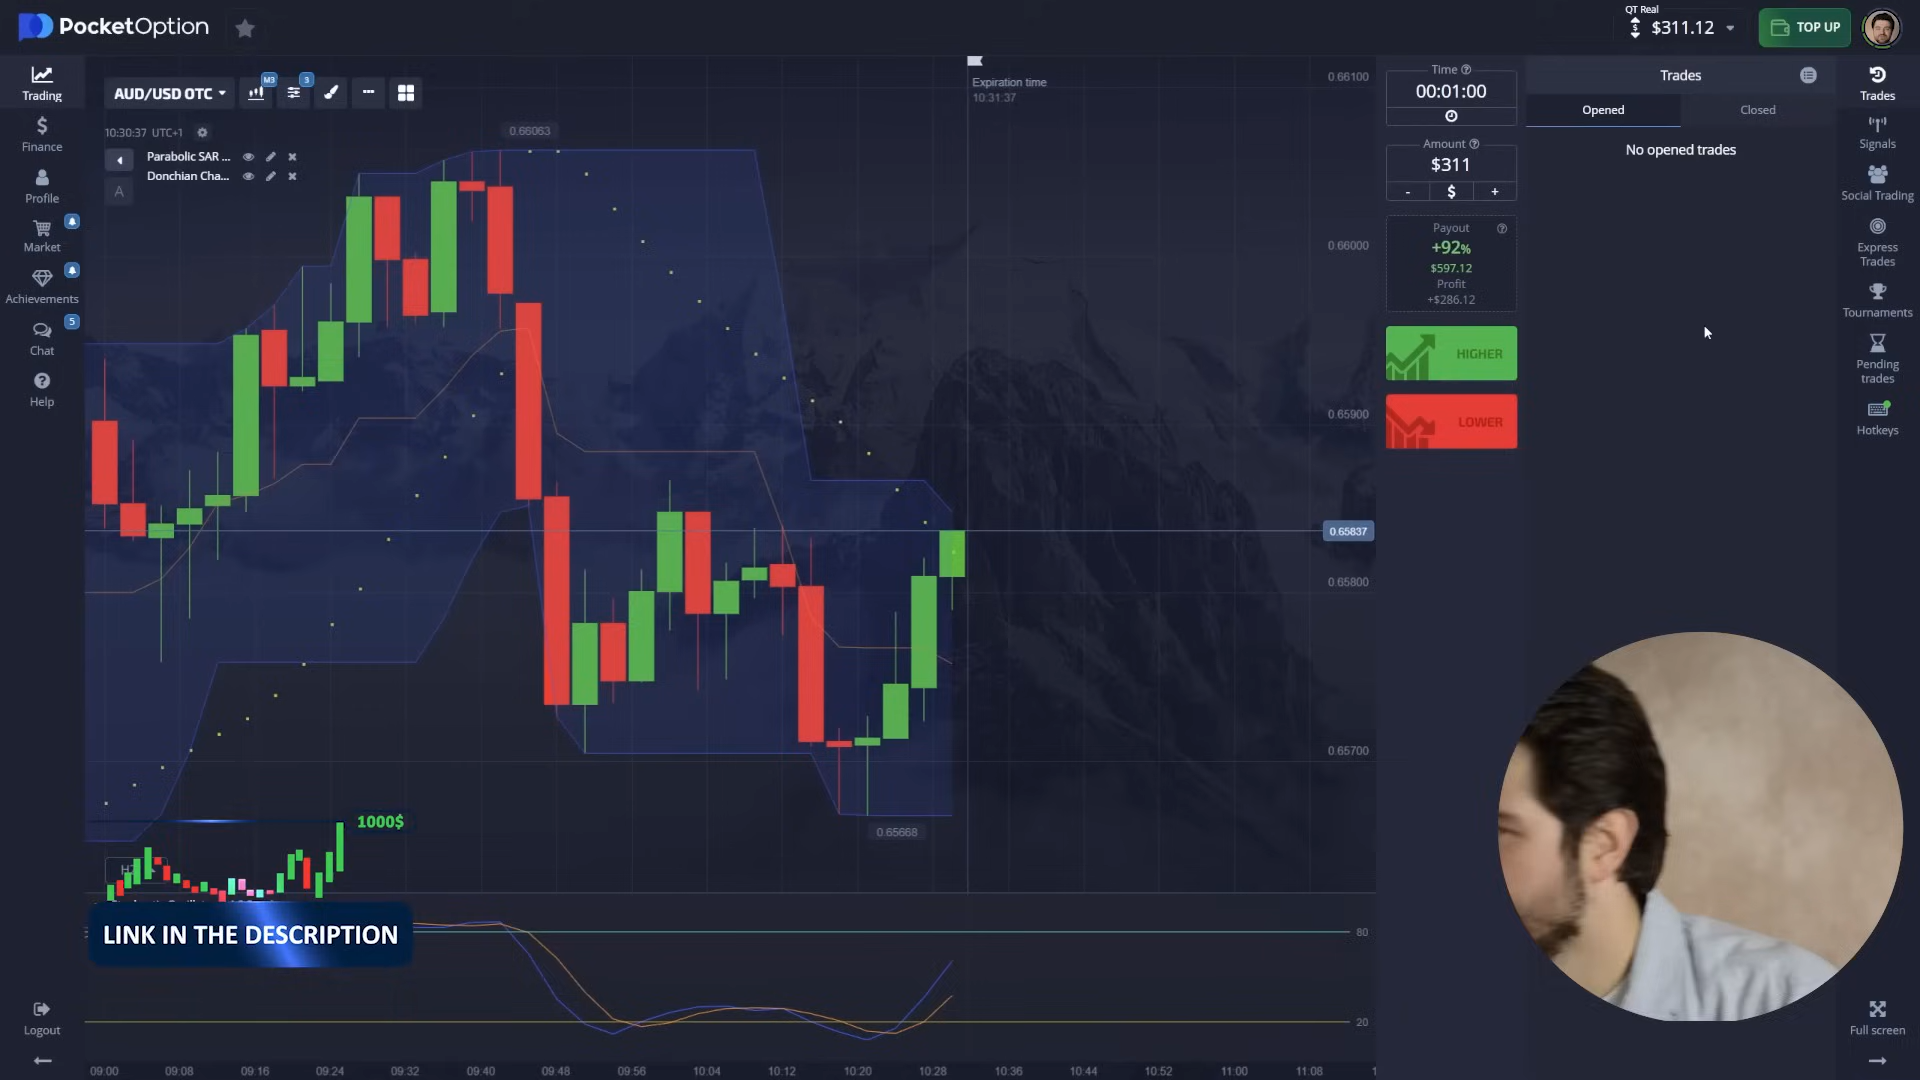 PocketOption
QT Real
$311.12
TOP UP
Trading
Finance
Profile
Market
Achievements
5
Chat
Help
Logout
AUD/USD OTC
M3
3
10:30:37 UTC+1
Parabolic SAR ...
Donchian Cha...
A
0.66063
Expiration time
10:31:37
0.66100
0.66000
0.65900
0.65837
0.65800
0.65700
0.65668
1000$
LINK IN THE DESCRIPTION
80
20
09:00
09:08
09:16
09:24
09:32
09:40
09:48
09:56
10:04
10:12
10:20
10:28
10:36
10:44
10:52
11:00
11:08
Time
00:01:00
Amount
$311
- $ +
Payout
+92%
$597.12
Profit
+$286.12
HIGHER
LOWER
Trades
Opened
Closed
No opened trades
Trades
Signals
Social Trading
Express
Trades
Tournaments
Pending
trades
Hotkeys
Full screen